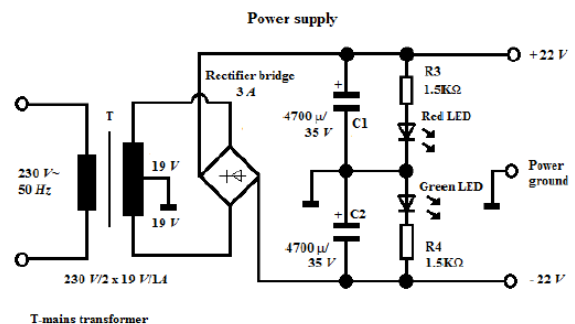 Power supply
+22 V
R3
1.5KΩ
Rectifier bridge
3 A
+
4700 μ/
35 V
C1
Red LED
T
230 V~
50 Hz
19 V
19 V
Power
ground
Green LED
+
C2
4700 μ/
35 V
R4
1.5KΩ
- 22 V
230 V/2 x 19 V/1A
T-mains transformer